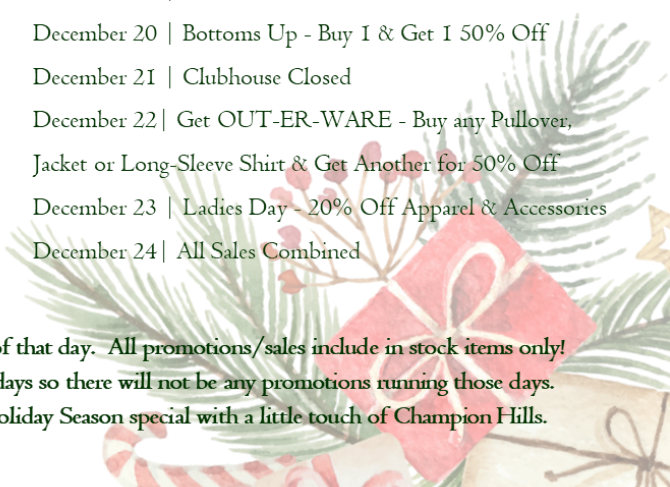 December 20 | Bottoms Up - Buy 1 & Get 1 50% Off
December 21 | Clubhouse Closed
December 22| Get OUT-ER-WARE - Buy any Pullover,
Jacket or Long-Sleeve Shirt & Get Another for 50% Off
December 23 | Ladies Day - 20% Off Apparel & Accessories
December 24| All Sales Combined
of that day. All promotions/sales include in stock items only!
days so there will not be any promotions running those days.
oliday Season special with a little touch of Champion Hills.